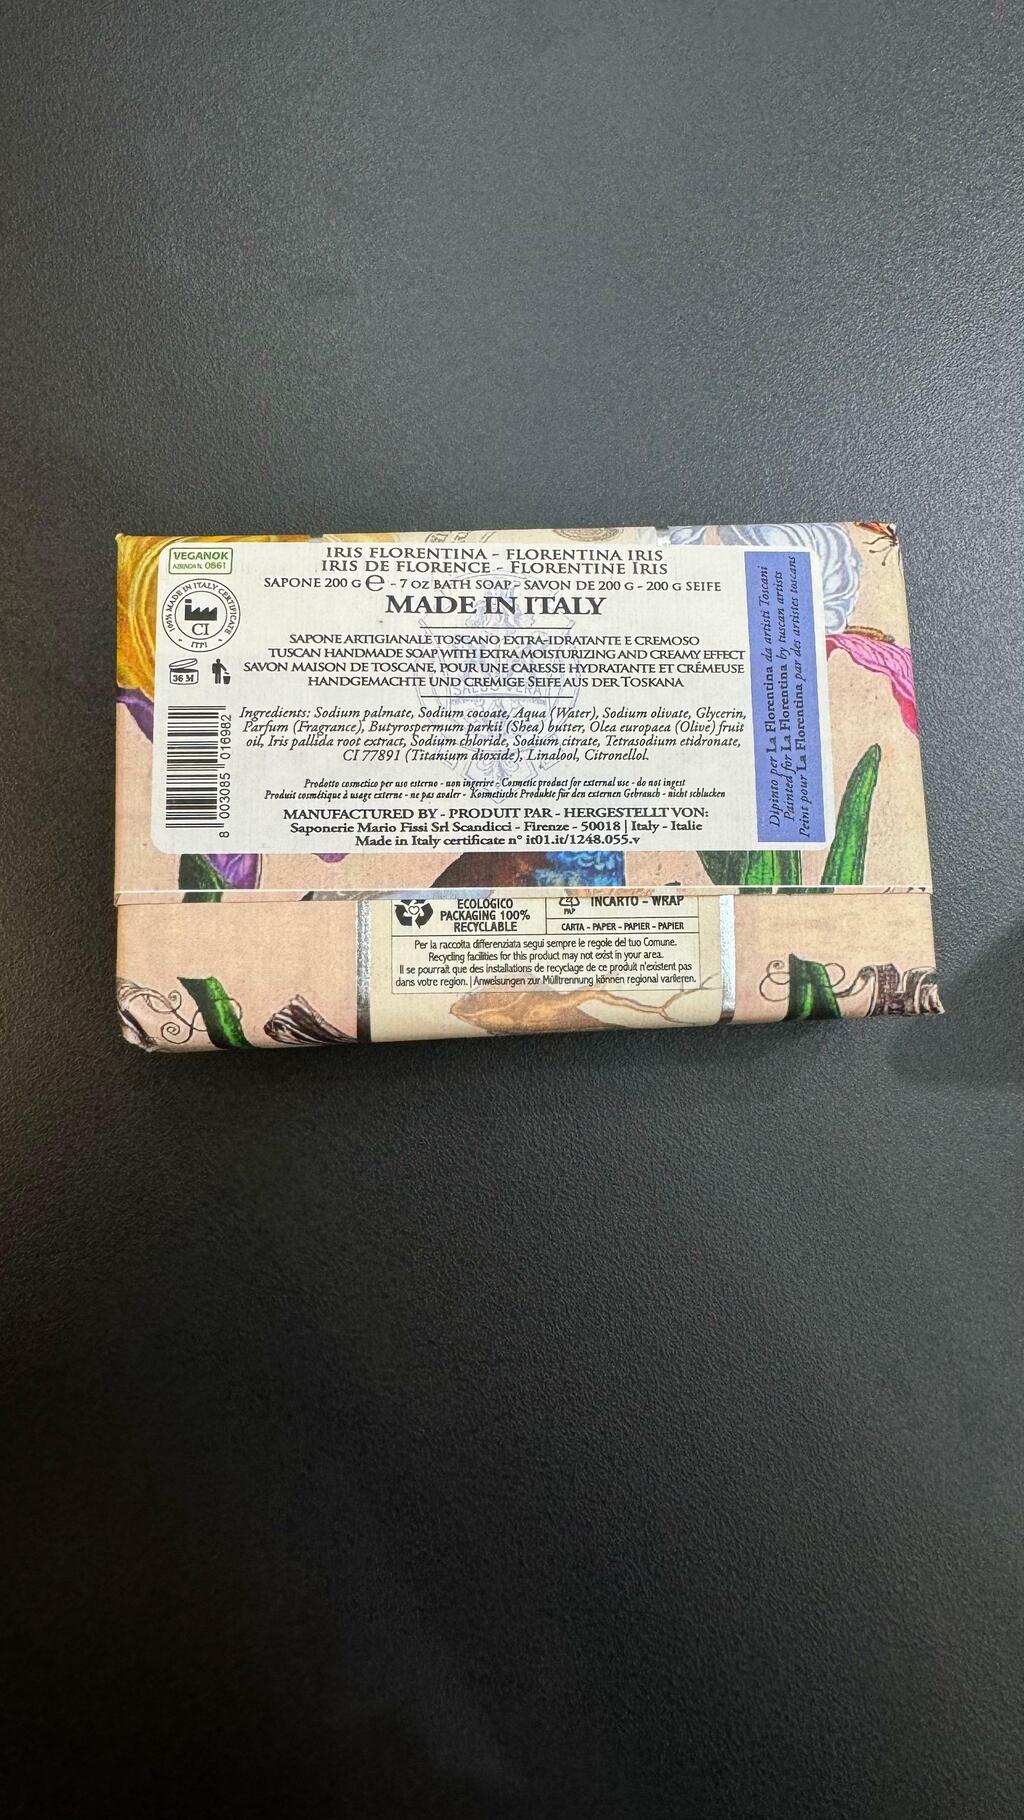 VEGANOK
AZIENDA N. 0861
100% MADE IN ITALY CERTIFICATE
CI
ITPI
36 M
8 003085 016982
IRIS FLORENTINA - FLORENTINA IRIS
IRIS DE FLORENCE - FLORENTINE IRIS
SAPONE 200 G ℮ - 7 OZ BATH SOAP - SAVON DE 200 G - 200 G SEIFE
MADE IN ITALY
SAPONE ARTIGIANALE TOSCANO EXTRA-IDRATANTE E CREMOSO
TUSCAN HANDMADE SOAP WITH EXTRA MOISTURIZING AND CREAMY EFFECT
SAVON MAISON DE TOSCANE, POUR UNE CARESSE HYDRATANTE ET CRÉMEUSE
HANDGEMACHTE UND CREMIGE SEIFE AUS DER TOSKANA
Ingredients: Sodium palmate, Sodium cocoate, Aqua (Water), Sodium olivate, Glycerin,
Parfum (Fragrance), Butyrospermum parkii (Shea) butter, Olea europaea (Olive) fruit
oil, Iris pallida root extract, Sodium chloride, Sodium citrate, Tetrasodium etidronate,
CI 77891 (Titanium dioxide), Linalool, Citronellol.
Prodotto cosmetico per uso esterno - non ingerire - Cosmetic product for external use - do not ingest
Produit cosmétique à usage externe - ne pas avaler - Kosmetische Produkte für den externen Gebrauch - nicht schlucken
MANUFACTURED BY - PRODUIT PAR - HERGESTELLT VON:
Saponerie Mario Fissi Srl Scandicci - Firenze - 50018 | Italy - Italie
Made in Italy certificate n° it01.it/1248.055.v
Dipinto per La Florentina da artisti Toscani
Painted for La Florentina by tuscan artists
Peint pour La Florentina par des artistes toscans
ECOLOGICO
PACKAGING 100%
RECYCLABLE
PAP
INCARTO - WRAP
CARTA - PAPER - PAPIER - PAPIER
Per la raccolta differenziata segui sempre le regole del tuo Comune.
Recycling facilities for this product may not exist in your area.
Il se pourrait que des installations de recyclage de ce produit n'existent pas
dans votre region. | Anweisungen zur Mülltrennung können regional variieren.